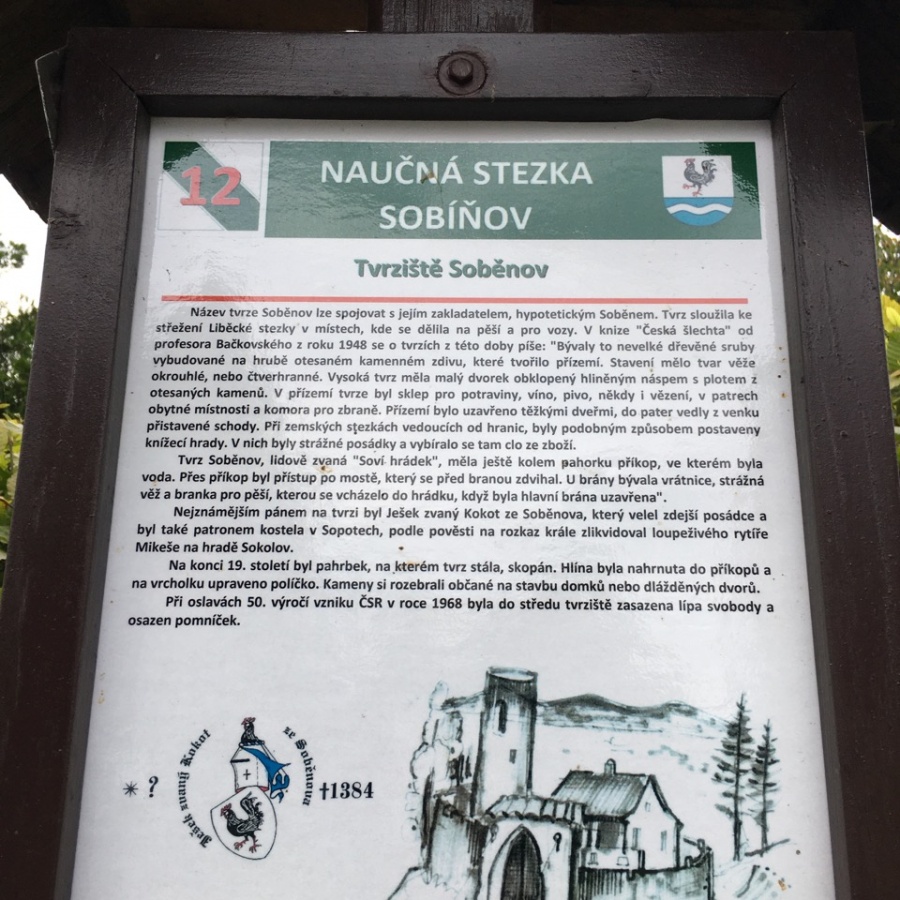 12
NAUČNÁ STEZKA
SOBÍŇOV
Tvrziště Soběnov
Název tvrze Soběnov lze spojovat s jejím zakladatelem, hypotetickým Soběnem. Tvrz sloužila ke
střežení Liběcké stezky v místech, kde se dělila na pěší a pro vozy. V knize "Česká šlechta" od
profesora Bačkovského z roku 1948 se o tvrzích z této doby píše: "Bývaly to nevelké dřevěné sruby
vybudované na hrubě otesaném kamenném zdivu, které tvořilo přízemí. Stavení mělo tvar věže
okrouhlé, nebo čtverhranné. Vysoká tvrz měla malý dvorek obklopený hliněným náspem s plotem z
otesaných kamenů. V přízemí tvrze byl sklep pro potraviny, víno, pivo, někdy i vězení, v patrech
obytné místnosti a komora pro zbraně. Přízemí bylo uzavřeno těžkými dveřmi, do pater vedly z venku
přistavené schody. Při zemských stezkách vedoucích od hranic, byly podobným způsobem postaveny
knížecí hrady. V nich byly strážné posádky a vybíralo se tam clo ze zboží.
Tvrz Soběnov, lidově zvaná "Soví hrádek", měla ještě kolem pahorku příkop, ve kterém byla
voda. Přes příkop byl přístup po mostě, který se před branou zdvihal. U brány bývala vrátnice, strážná
věž a branka pro pěší, kterou se vcházelo do hrádku, když byla hlavní brána uzavřena".
Nejznámějším pánem na tvrzi byl Ješek zvaný Kokot ze Soběnova, který velel zdejší posádce a
byl také patronem kostela v Sopotech, podle pověsti na rozkaz krále zlikvidoval loupeživého rytíře
Mikeše na hradě Sokolov.
Na konci 19. století byl pahrbek, na kterém tvrz stála, skopán. Hlína byla nahrnuta do příkopů a
na vrcholku upraveno políčko. Kameny si rozebrali občané na stavbu domků nebo dlážděných dvorů.
Při oslavách 50. výročí vzniku ČSR v roce 1968 byla do středu tvrziště zasazena lípa svobody a
osazen pomníček.
* ?
Ješek zvaný Kokot
ze Soběnova
†1384